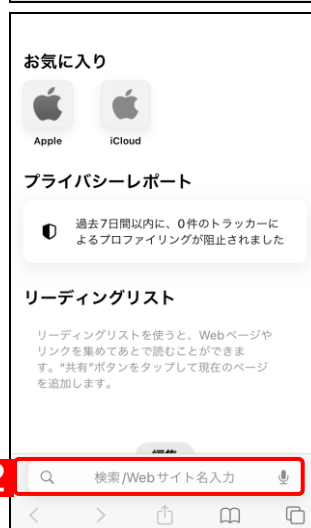 お気に入り
Apple
iCloud
プライバシーレポート
過去7日間以内に、0件のトラッカーに
よるプロファイリングが阻止されました
リーディングリスト
リーディングリストを使うと、Webページや
リンクを集めてあとで読むことができま
す。“共有”ボタンをタップして現在のページ
を追加します。
編集
2
検索/Webサイト名入力